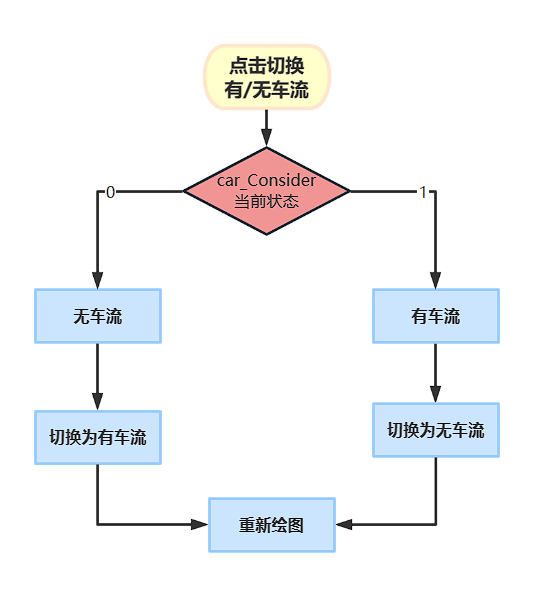 点击切换
有/无车流
car_Consider
当前状态
0
1
无车流
有车流
切换为有车流
切换为无车流
重新绘图